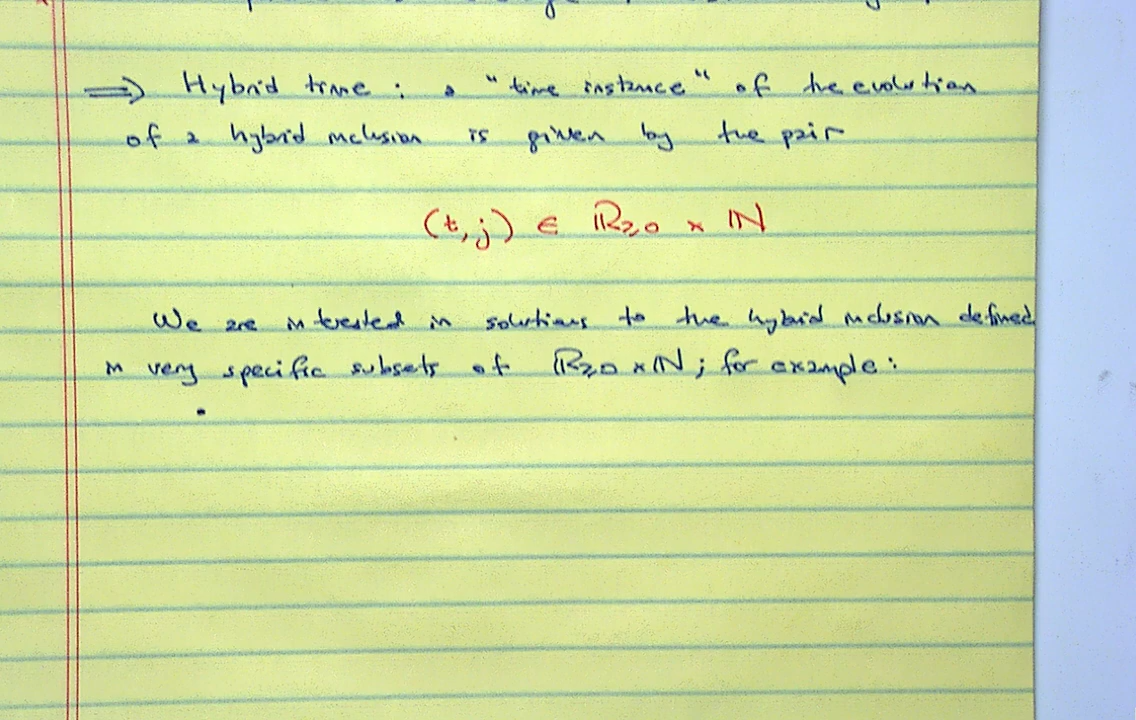 ⟹ Hybrid time : a "time instance" of the evolution
of a hybrid inclusion is given by the pair
(t, j) ∈ ℝ≥0 × ℕ
We are interested in solutions to the hybrid inclusion defined
in very specific subsets of ℝ≥0 × ℕ ; for example :
•